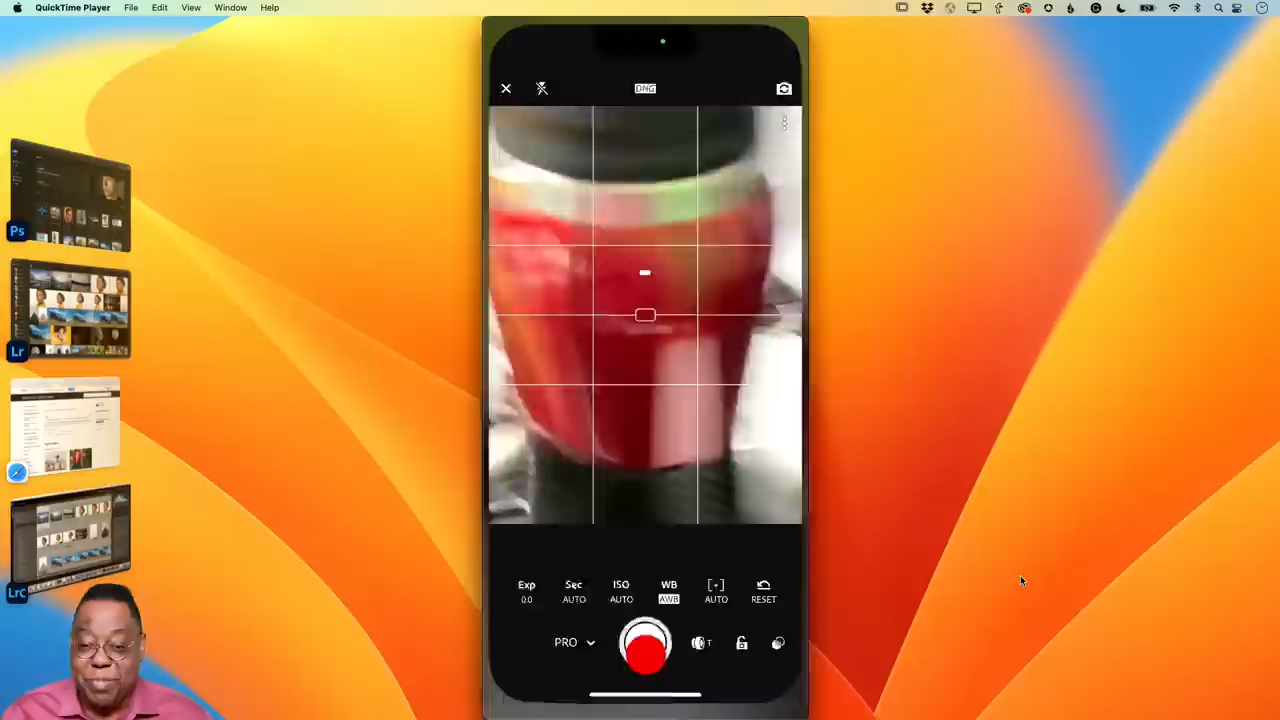 QuickTime Player File Edit View Window Help
DNG
Ps
Lr
LrC
Exp Sec ISO WB RESET
0.0 AUTO AUTO AWB AUTO
PRO T